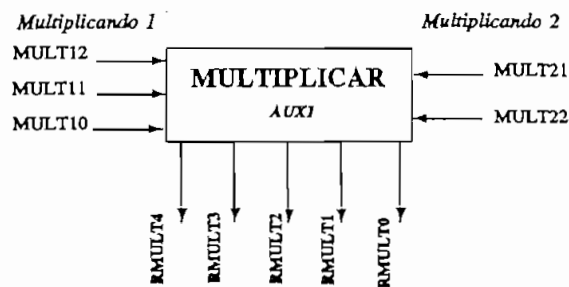 Multiplicando 1
Multiplicando 2
MULT12
MULT11
MULT10
MULTIPLICAR
AUX1
MULT21
MULT22
RMULT4
RMULT3
RMULT2
RMULT1
RMULT0